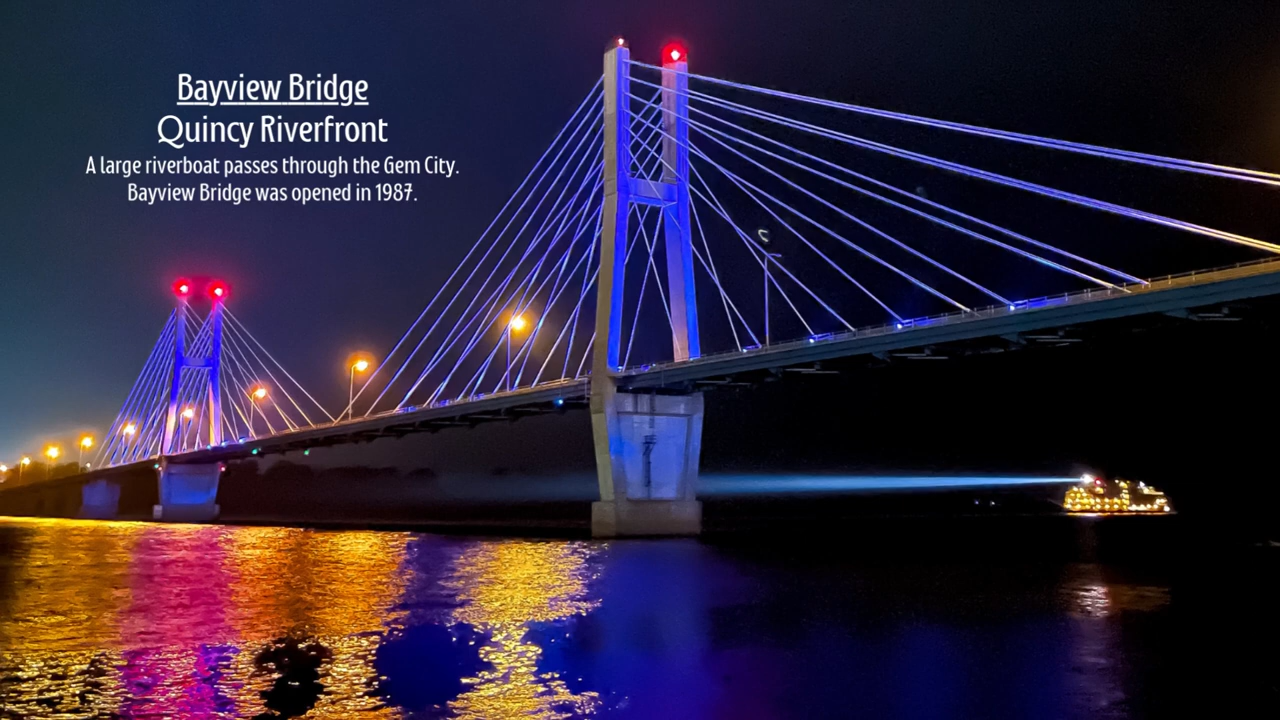 Bayview Bridge
Quincy Riverfront
A large riverboat passes through the Gem City.
Bayview Bridge was opened in 1987.